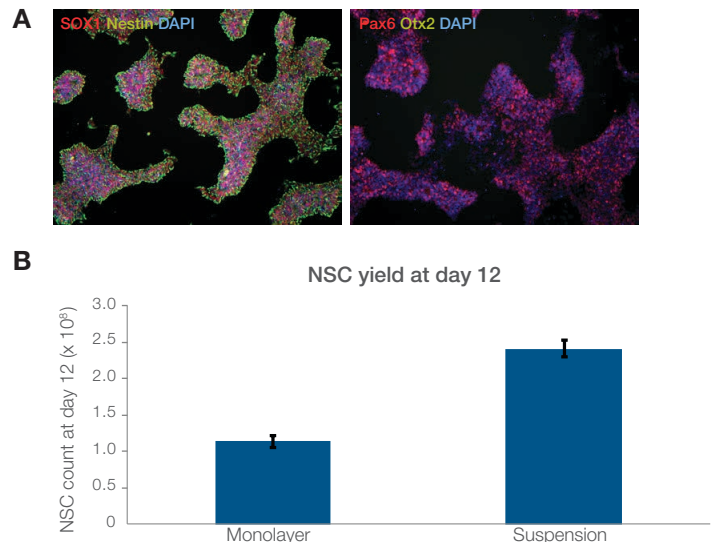 A
SOX1 Nestin DAPI
Pax6 Otx2 DAPI
B
NSC yield at day 12
NSC count at day 12 (x 10⁸)
3.0
2.5
2.0
1.5
1.0
0.5
0
Monolayer
Suspension